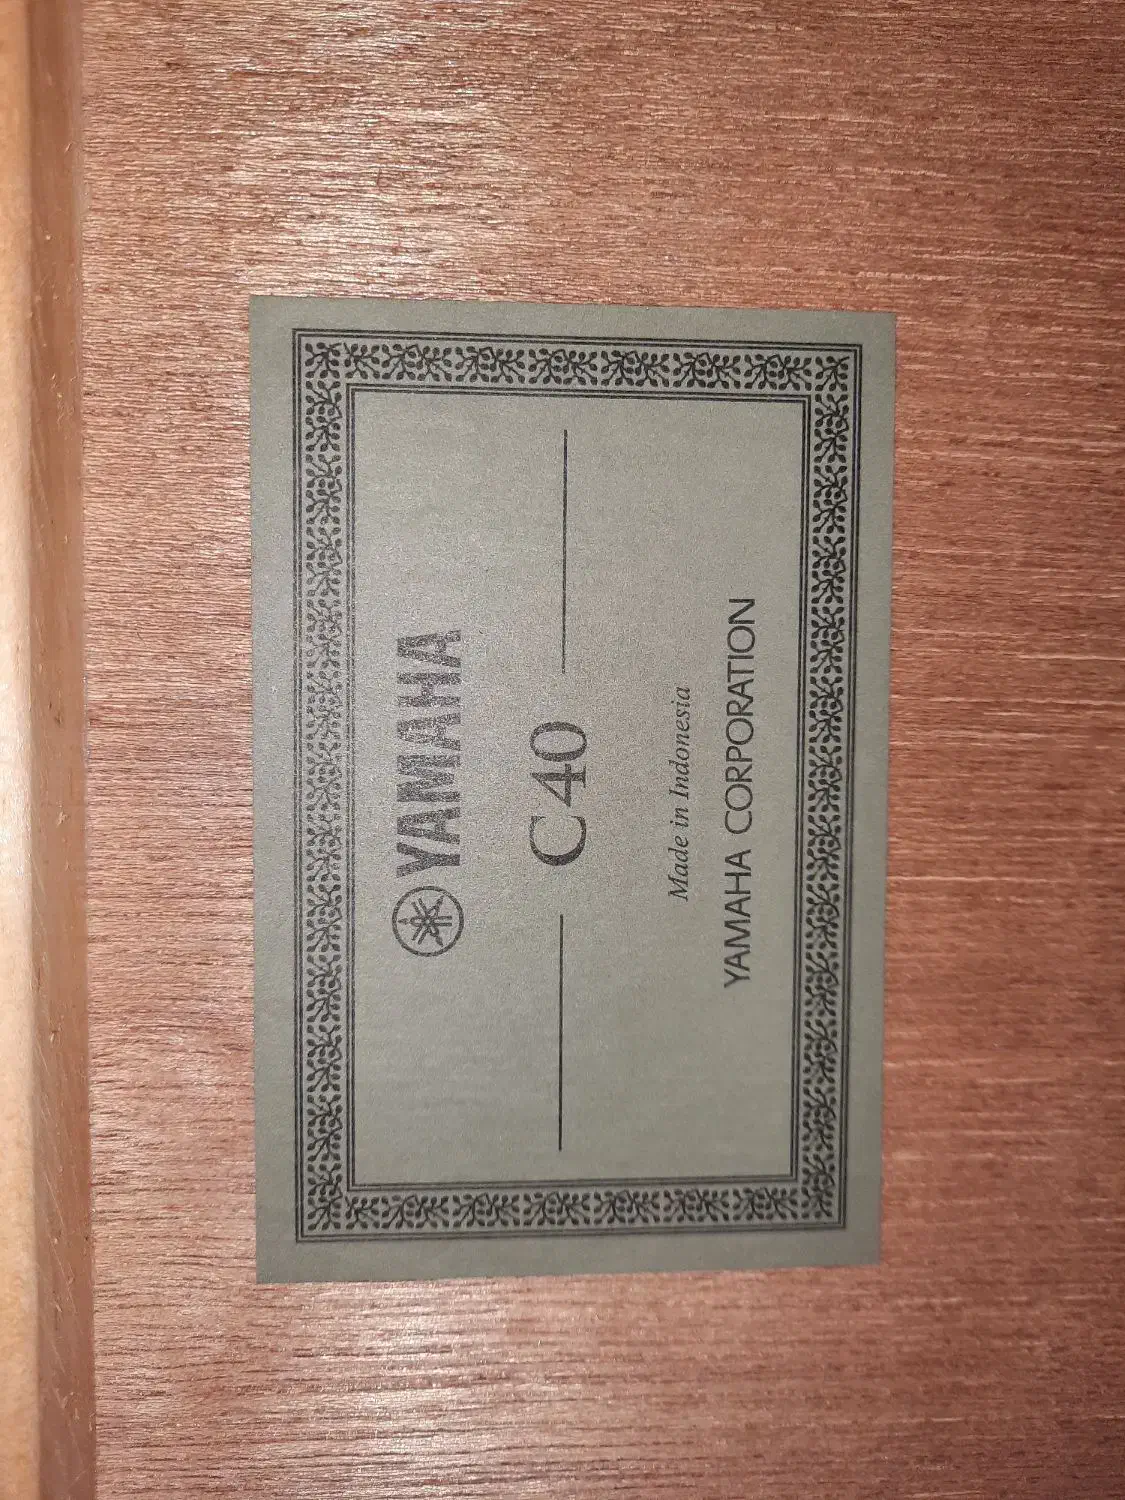 YAMAHA
C40
Made in Indonesia
YAMAHA CORPORATION